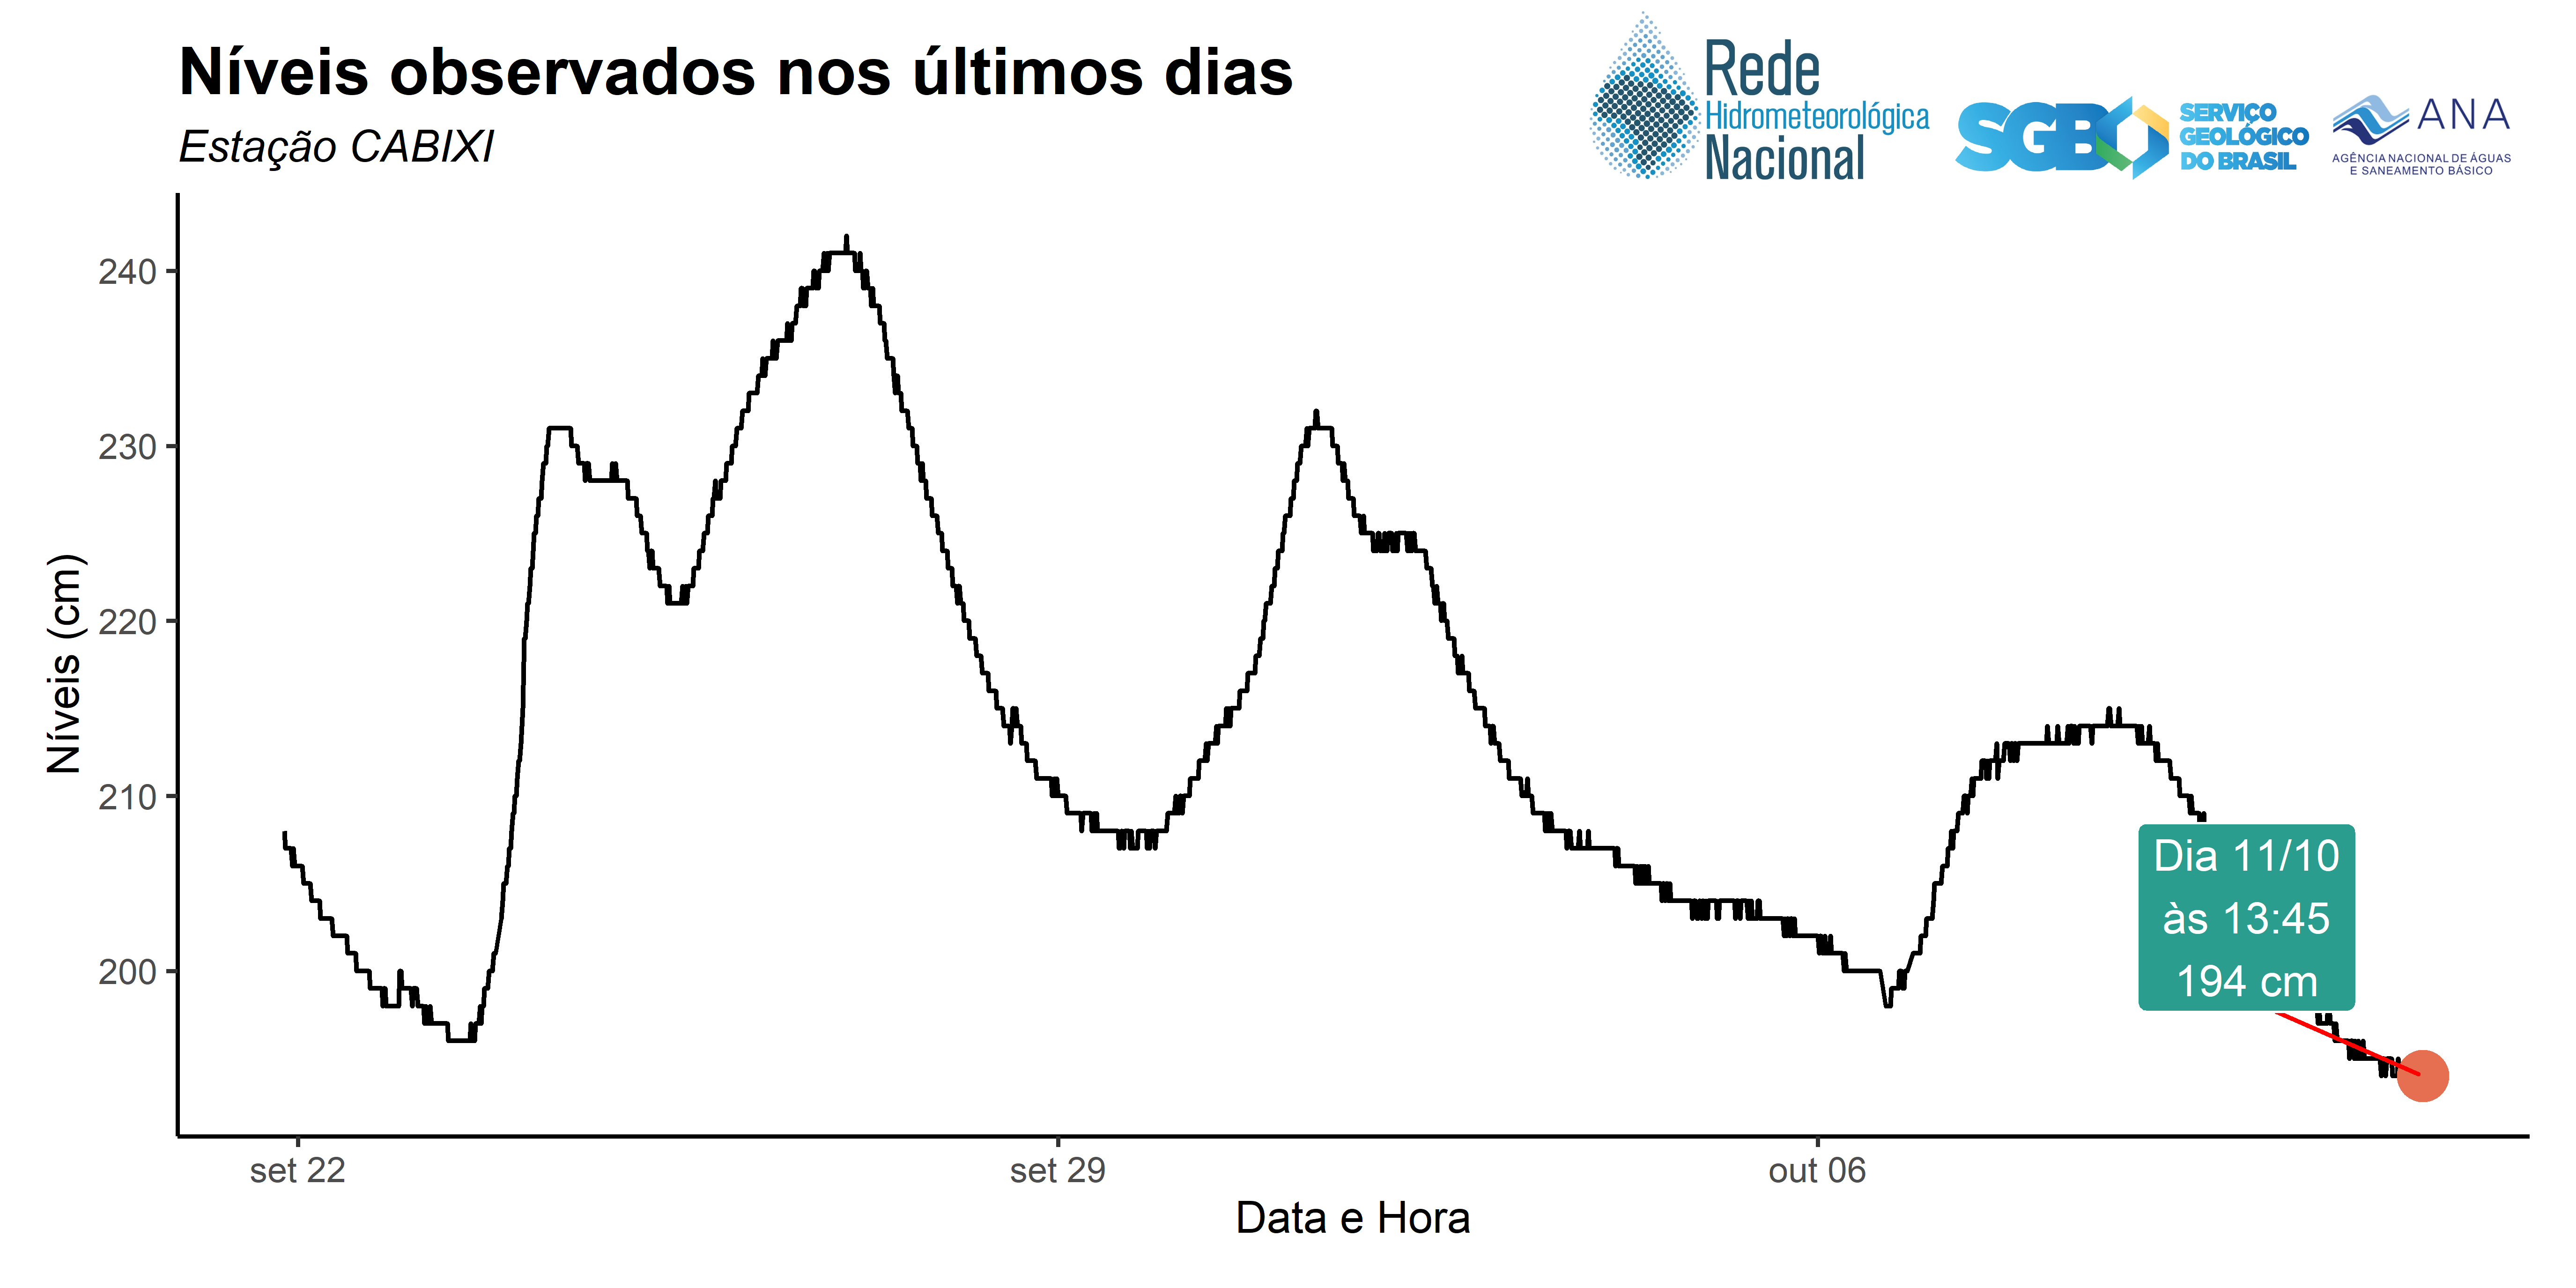 Níveis observados nos últimos dias
Estação CABIXI
Rede
Hidrometeorológica
Nacional
SGB
SERVIÇO
GEOLÓGICO
DO BRASIL
ANA
AGÊNCIA NACIONAL DE ÁGUAS
E SANEAMENTO BÁSICO
Níveis (cm)
240
230
220
210
200
Dia 11/10
às 13:45
194 cm
set 22
set 29
out 06
Data e Hora